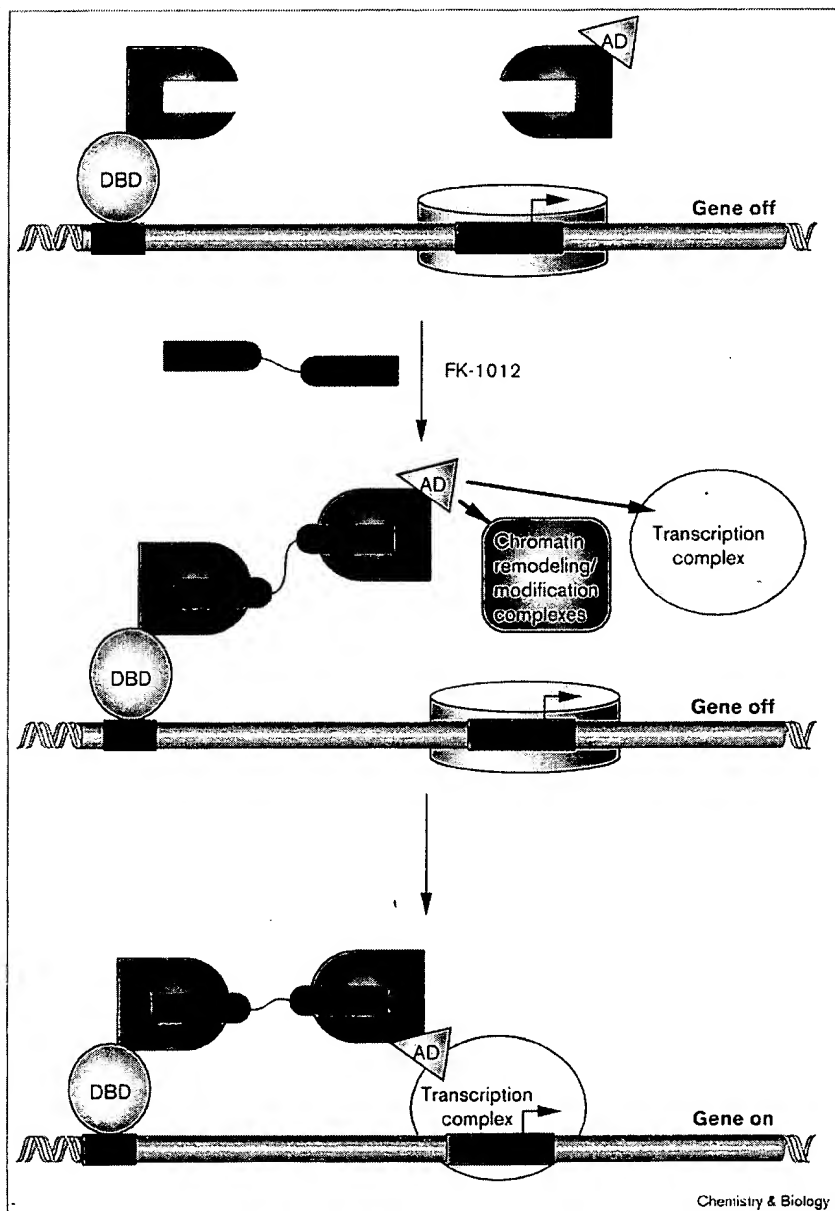 AD
DBD
Gene off
FK-1012
AD
Chromatin
remodeling/
modification
complexes
Transcription
complex
DBD
Gene off
AD
DBD
Transcription
complex
Gene on
Chemistry & Biology